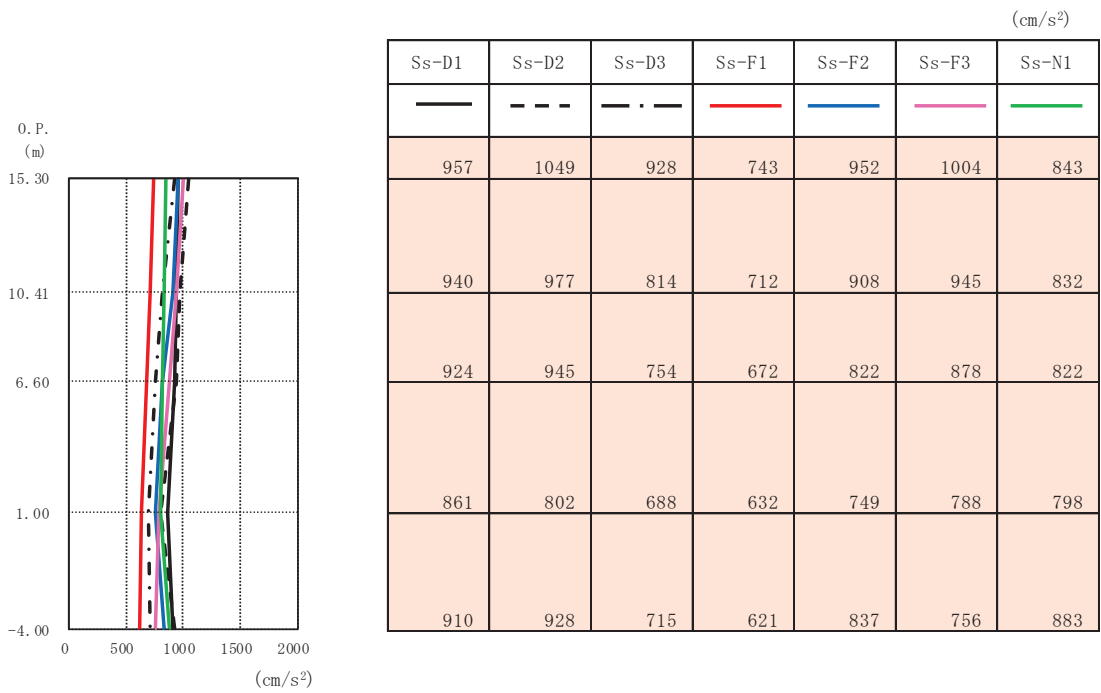 (cm/s²)
Ss-D1 Ss-D2 Ss-D3 Ss-F1 Ss-F2 Ss-F3 Ss-N1
O.P.
(m)
15.30
957 1049 928 743 952 1004 843
10.41
940 977 814 712 908 945 832
6.60
924 945 754 672 822 878 822
1.00
861 802 688 632 749 788 798
-4.00
910 928 715 621 837 756 883
0 500 1000 1500 2000
(cm/s²)